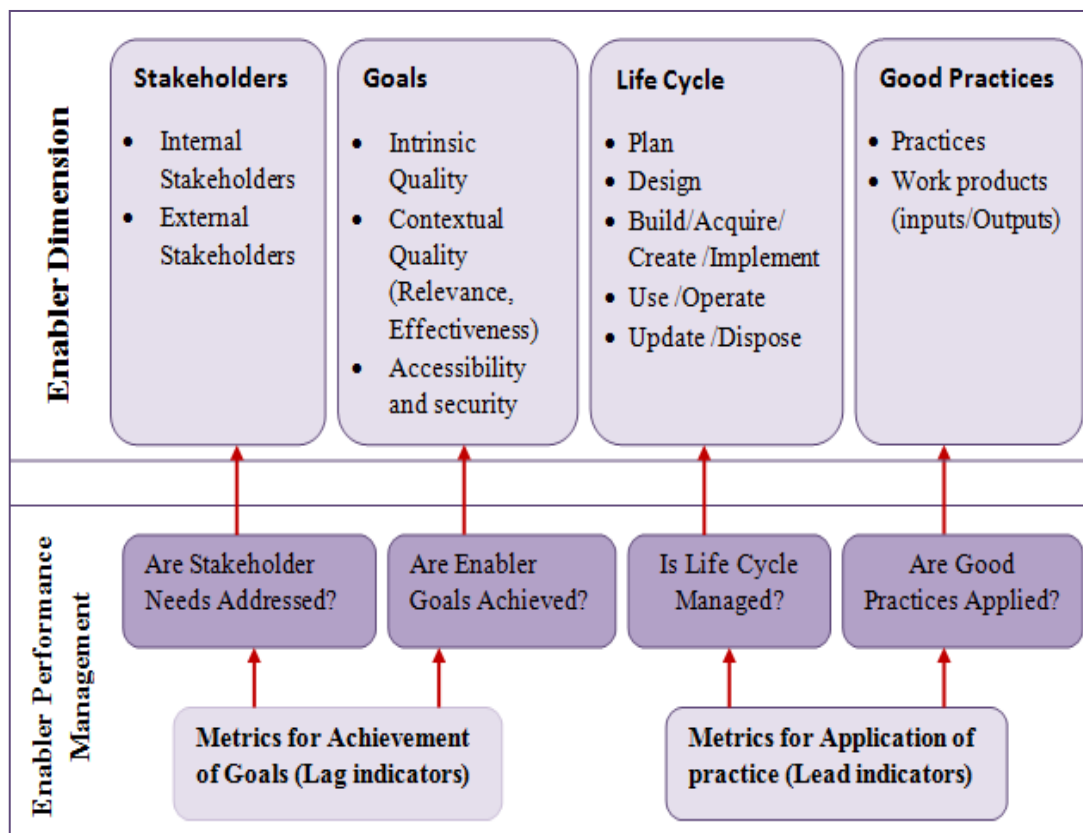 Enabler Dimension
Stakeholders
• Internal
Stakeholders
• External
Stakeholders
Goals
• Intrinsic
Quality
• Contextual
Quality
(Relevance,
Effectiveness)
• Accessibility
and security
Life Cycle
• Plan
• Design
• Build/Acquire/
Create /Implement
• Use /Operate
• Update /Dispose
Good Practices
• Practices
• Work products
(inputs/Outputs)
Enabler Performance
Management
Are Stakeholder
Needs Addressed?
Are Enabler
Goals Achieved?
Is Life Cycle
Managed?
Are Good
Practices Applied?
Metrics for Achievement
of Goals (Lag indicators)
Metrics for Application of
practice (Lead indicators)